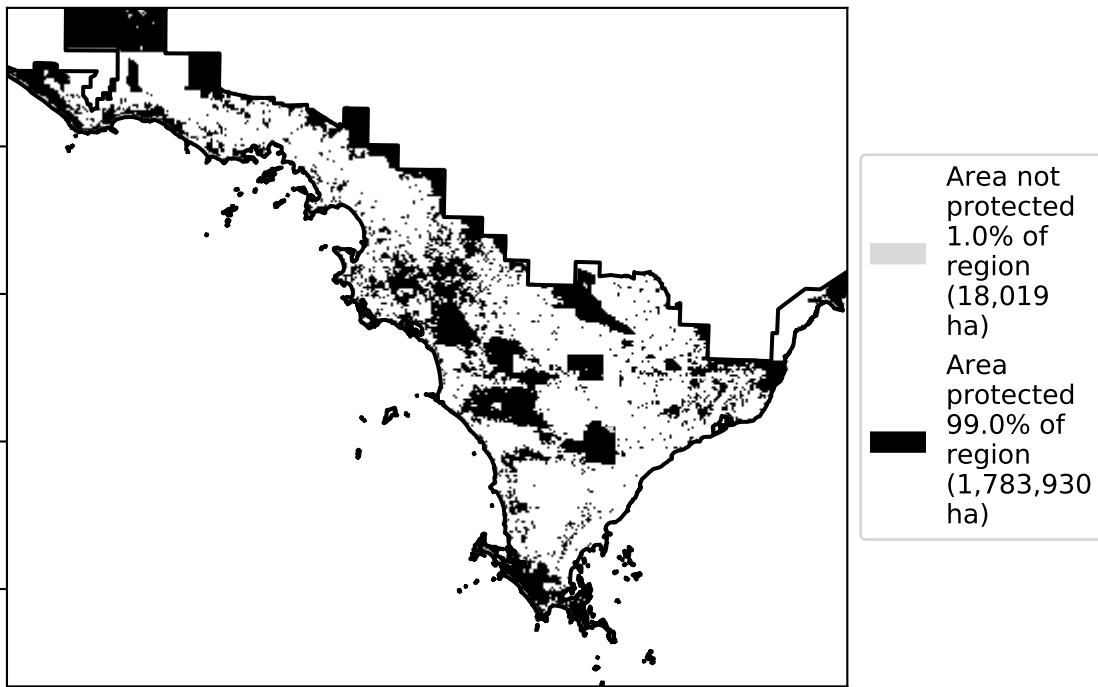 Area not
protected
1.0% of
region
(18,019
ha)
Area
protected
99.0% of
region
(1,783,930
ha)